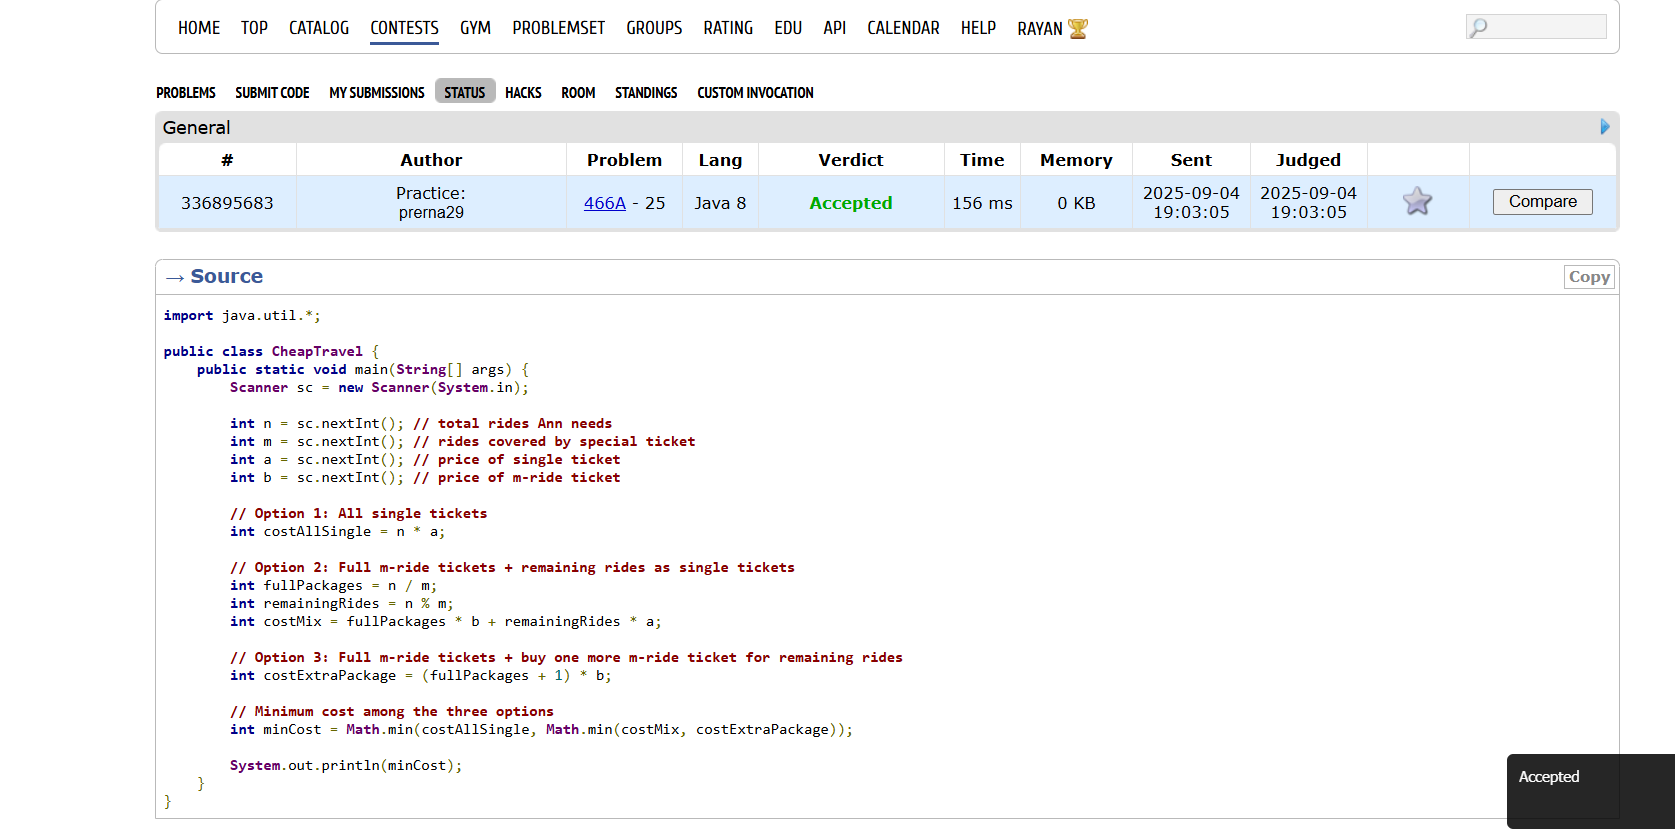 HOME TOP CATALOG CONTESTS GYM PROBLEMSET GROUPS RATING EDU API CALENDAR HELP RAYAN
PROBLEMS SUBMIT CODE MY SUBMISSIONS STATUS HACKS ROOM STANDINGS CUSTOM INVOCATION
General
# Author Problem Lang Verdict Time Memory Sent Judged
336895683 Practice: prerna29 466A - 25 Java 8 Accepted 156 ms 0 KB 2025-09-04 19:03:05 2025-09-04 19:03:05 Compare
→ Source Copy
import java.util.*;
public class CheapTravel {
public static void main(String[] args) {
Scanner sc = new Scanner(System.in);
int n = sc.nextInt(); // total rides Ann needs
int m = sc.nextInt(); // rides covered by special ticket
int a = sc.nextInt(); // price of single ticket
int b = sc.nextInt(); // price of m-ride ticket
// Option 1: All single tickets
int costAllSingle = n * a;
// Option 2: Full m-ride tickets + remaining rides as single tickets
int fullPackages = n / m;
int remainingRides = n % m;
int costMix = fullPackages * b + remainingRides * a;
// Option 3: Full m-ride tickets + buy one more m-ride ticket for remaining rides
int costExtraPackage = (fullPackages + 1) * b;
// Minimum cost among the three options
int minCost = Math.min(costAllSingle, Math.min(costMix, costExtraPackage));
System.out.println(minCost);
}
}
Accepted